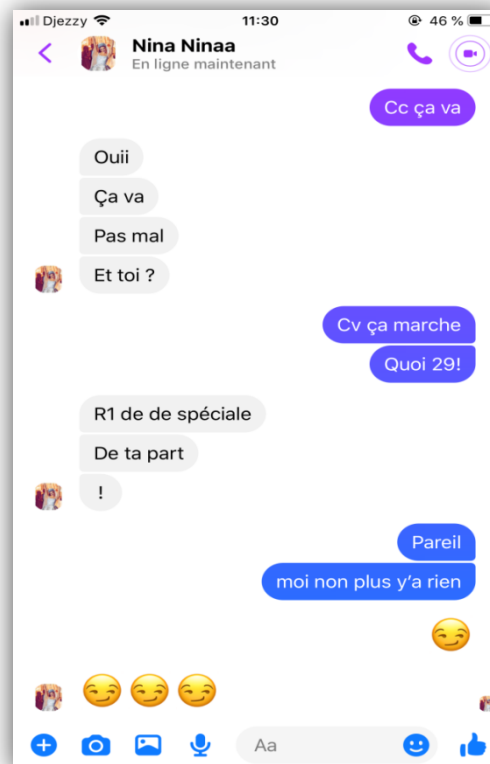 Djezzy 11:30 46 %
Nina Ninaa
En ligne maintenant
Cc ça va
Ouii
Ça va
Pas mal
Et toi ?
Cv ça marche
Quoi 29!
R1 de de spéciale
De ta part
!
Pareil
moi non plus y'a rien
Aa